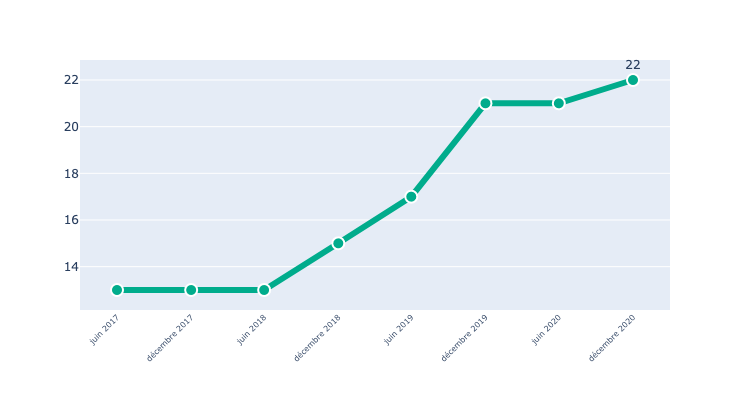 22
22
20
18
16
14
juin 2017
décembre 2017
juin 2018
décembre 2018
juin 2019
décembre 2019
juin 2020
décembre 2020